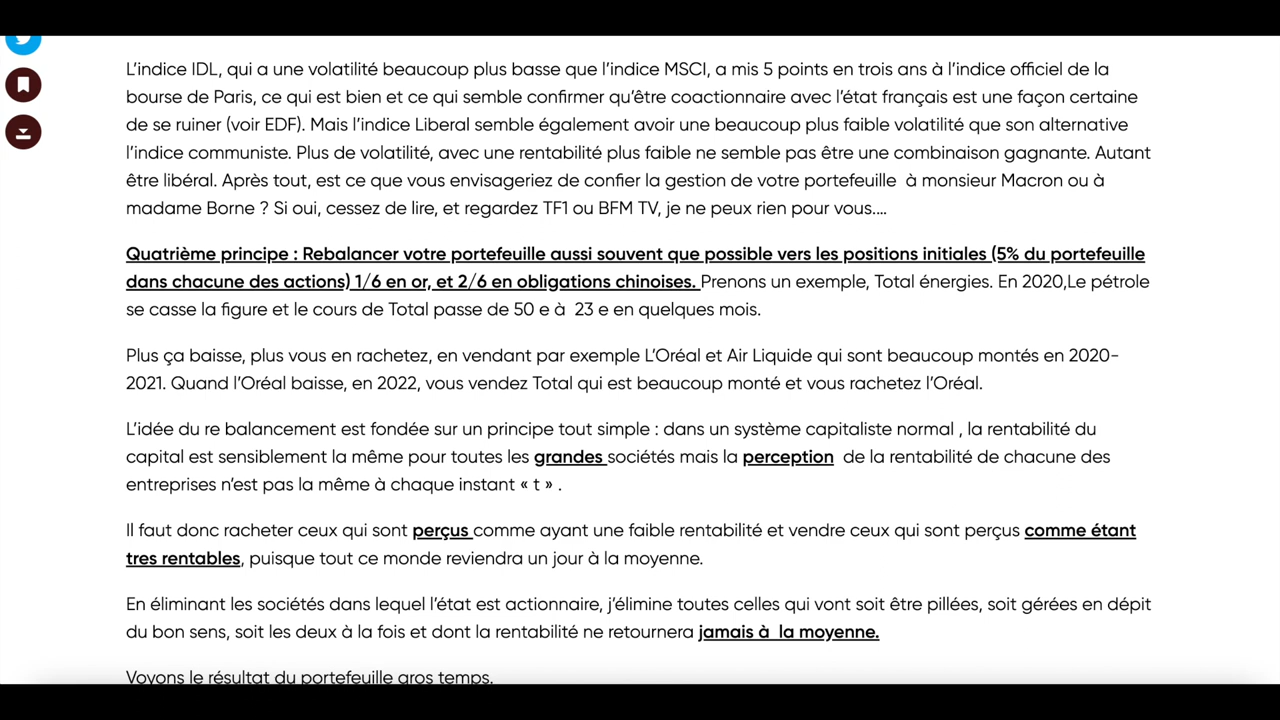 L'indice IDL, qui a une volatilité beaucoup plus basse que l'indice MSCI, a mis 5 points en trois ans à l'indice officiel de la
bourse de Paris, ce qui est bien et ce qui semble confirmer qu'être coactionnaire avec l'état français est une façon certaine
de se ruiner (voir EDF). Mais l'indice Liberal semble également avoir une beaucoup plus faible volatilité que son alternative
l'indice communiste. Plus de volatilité, avec une rentabilité plus faible ne semble pas être une combinaison gagnante. Autant
être libéral. Après tout, est ce que vous envisageriez de confier la gestion de votre portefeuille  à monsieur Macron ou à
madame Borne ? Si oui, cessez de lire, et regardez TF1 ou BFM TV, je ne peux rien pour vous....
Quatrième principe : Rebalancer votre portefeuille aussi souvent que possible vers les positions initiales (5% du portefeuille
dans chacune des actions) 1/6 en or, et 2/6 en obligations chinoises. Prenons un exemple, Total énergies. En 2020,Le pétrole
se casse la figure et le cours de Total passe de 50 e à  23 e en quelques mois.
Plus ça baisse, plus vous en rachetez, en vendant par exemple L'Oréal et Air Liquide qui sont beaucoup montés en 2020-
2021. Quand l'Oréal baisse, en 2022, vous vendez Total qui est beaucoup monté et vous rachetez l'Oréal.
L'idée du re balancement est fondée sur un principe tout simple : dans un système capitaliste normal , la rentabilité du
capital est sensiblement la même pour toutes les grandes sociétés mais la perception  de la rentabilité de chacune des
entreprises n'est pas la même à chaque instant « t » .
Il faut donc racheter ceux qui sont perçus comme ayant une faible rentabilité et vendre ceux qui sont perçus comme étant
tres rentables, puisque tout ce monde reviendra un jour à la moyenne.
En éliminant les sociétés dans lequel l'état est actionnaire, j'élimine toutes celles qui vont soit être pillées, soit gérées en dépit
du bon sens, soit les deux à la fois et dont la rentabilité ne retournera jamais à  la moyenne.
Voyons le résultat du portefeuille gros temps.